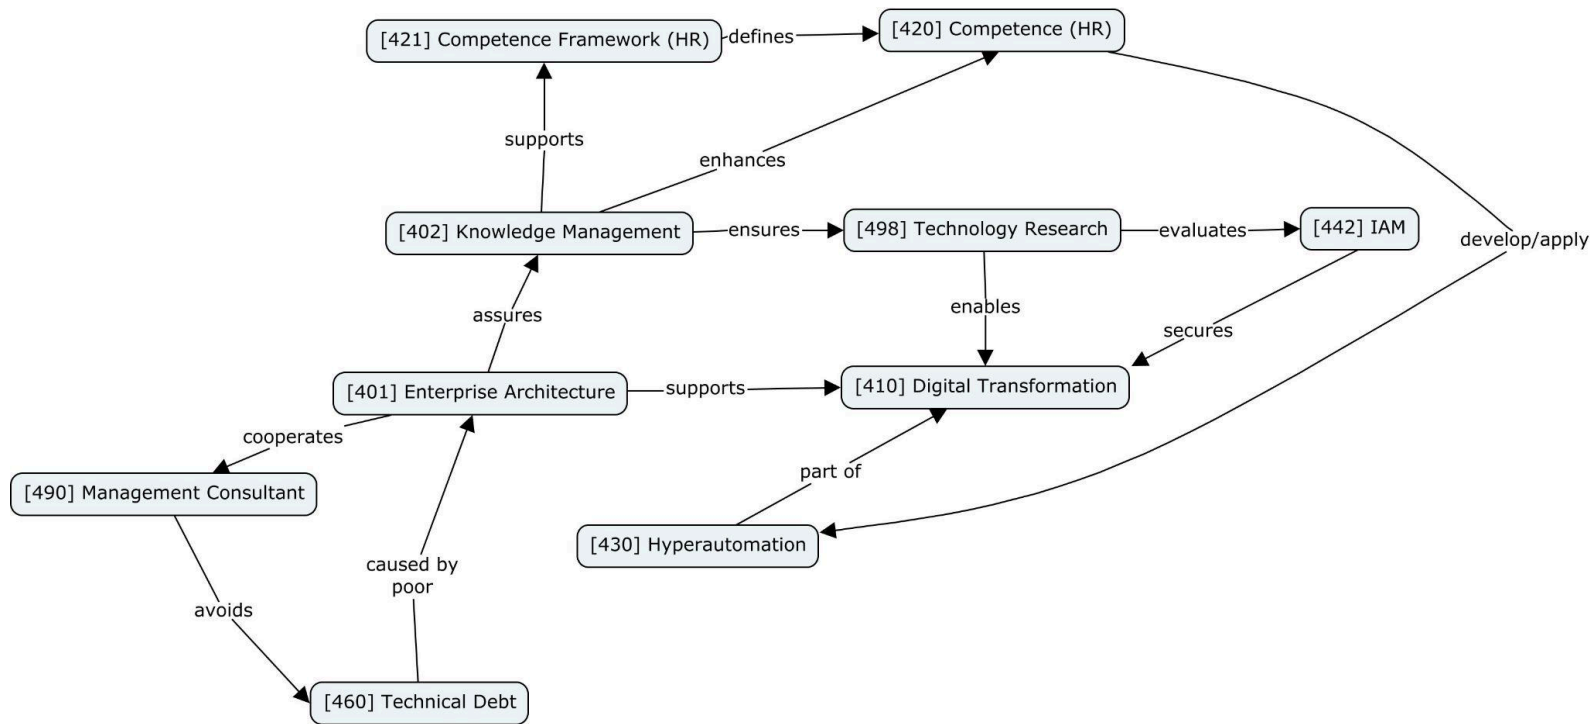 [421] Competence Framework (HR)
defines
[420] Competence (HR)
supports
enhances
[402] Knowledge Management
ensures
[498] Technology Research
evaluates
[442] IAM
develop/apply
assures
enables
secures
[401] Enterprise Architecture
supports
[410] Digital Transformation
cooperates
part of
[490] Management Consultant
[430] Hyperautomation
caused by
poor
avoids
[460] Technical Debt